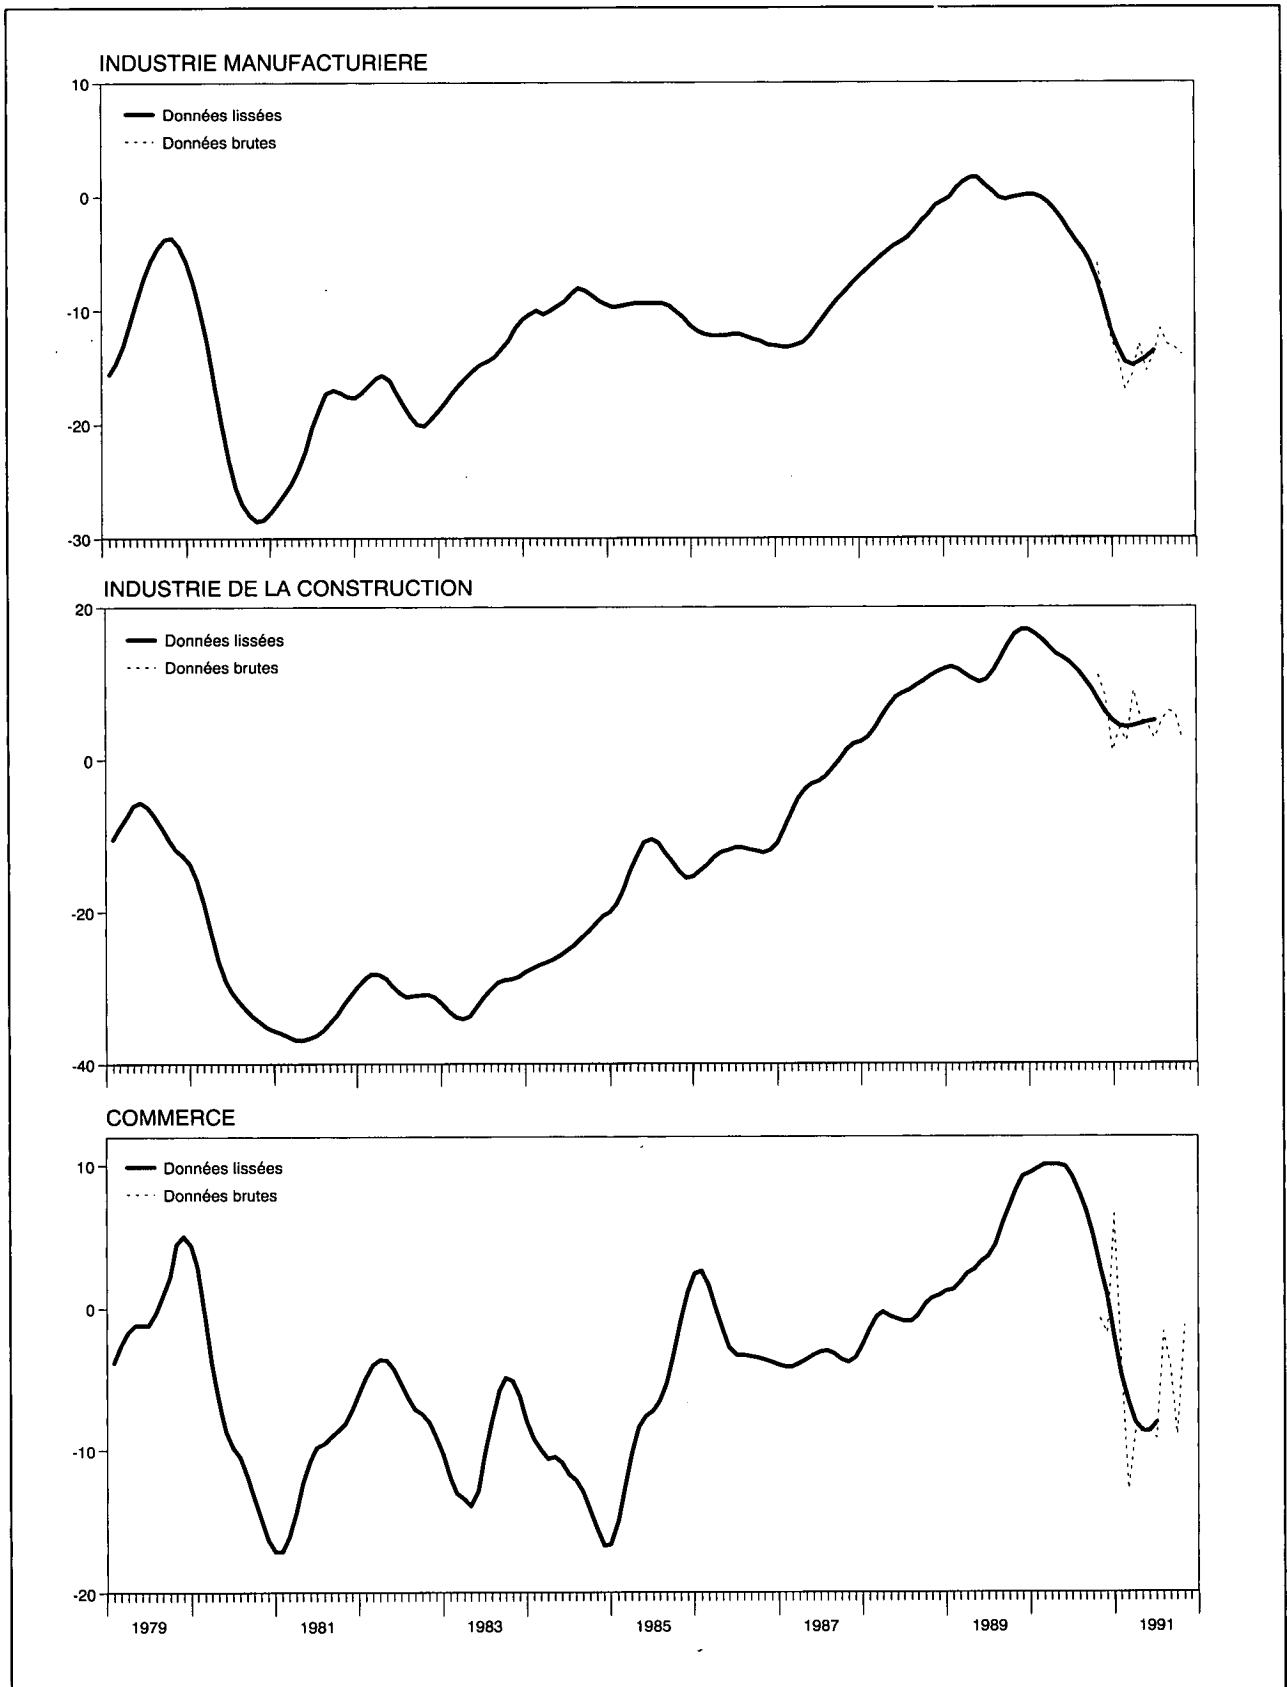 INDUSTRIE MANUFACTURIERE
10
Données lissées
Données brutes
0
-10
-20
-30
INDUSTRIE DE LA CONSTRUCTION
20
Données lissées
Données brutes
0
-20
-40
COMMERCE
10
Données lissées
Données brutes
0
-10
-20
1979 1981 1983 1985 1987 1989 1991